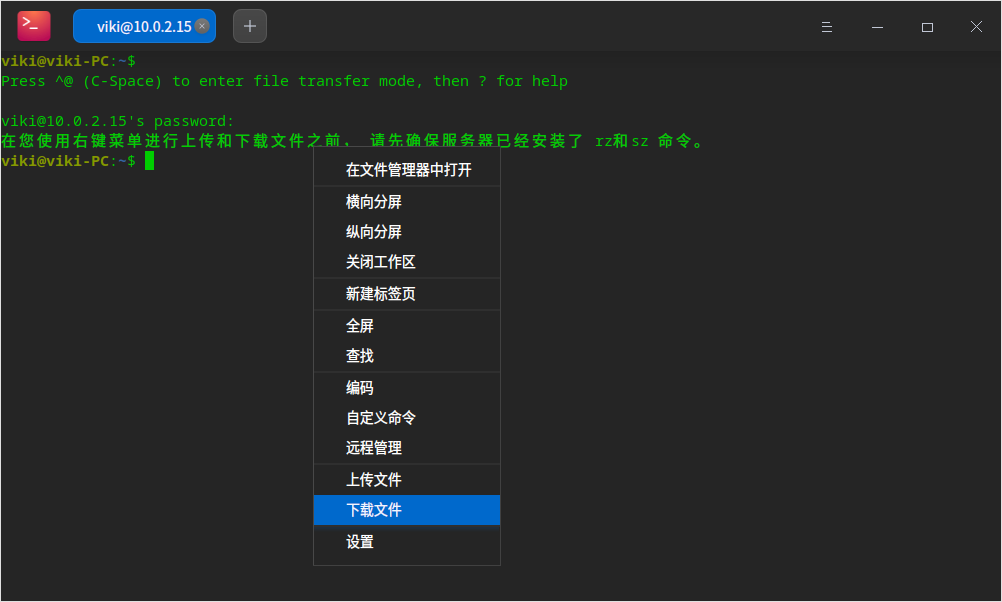 viki@10.0.2.15
viki@viki-PC:~$
Press ^@ (C-Space) to enter file transfer mode, then ? for help
viki@10.0.2.15's password:
在您使用右键菜单进行上传和下载文件之前， 请先确保服务器已经安装了 rz和sz 命令。
viki@viki-PC:~$
在文件管理器中打开
横向分屏
纵向分屏
关闭工作区
新建标签页
全屏
查找
编码
自定义命令
远程管理
上传文件
下载文件
设置